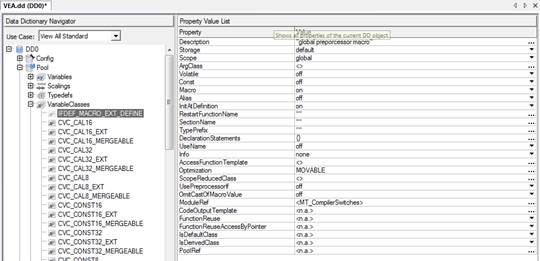 VEA.dd (DD0)*
Data Dictionary Navigator
Property Value List
Use Case: View All Standard
Property Value
Shows all properties of the current DD object.
DD0
Config
Pool
Variables
Scalings
Typedefs
VariableClasses
IFDEF_MACRO_EXT_DEFINE
CVC_CAL16
CVC_CAL16_EXT
CVC_CAL16_MERGEABLE
CVC_CAL32
CVC_CAL32_EXT
CVC_CAL32_MERGEABLE
CVC_CAL8
CVC_CAL8_EXT
CVC_CAL8_MERGEABLE
CVC_CONST16
CVC_CONST16_EXT
CVC_CONST16_MERGEABLE
CVC_CONST32
CVC_CONST32_EXT
CVC_CONST32_MERGEABLE
Description "global preporcessor macro"
Storage default
Scope global
ArgClass <>
Volatile off
Const off
Macro on
Alias off
InitAtDefinition on
RestartFunctionName ""
SectionName ""
TypePrefix ""
DeclarationStatements {}
UseName off
Info none
AccessFunctionTemplate <>
Optimization MOVABLE
ScopeReducedClass <>
UsePreprocessorIf off
OmitCastOfMacroValue off
ModuleRef <MT_CompilerSwitches>
CodeOutputTemplate <n.a.>
FunctionReuse <n.a.>
FunctionReuseAccessByPointer <n.a.>
IsDefaultClass <n.a.>
IsDerivedClass <n.a.>
PoolRef <n.a.>